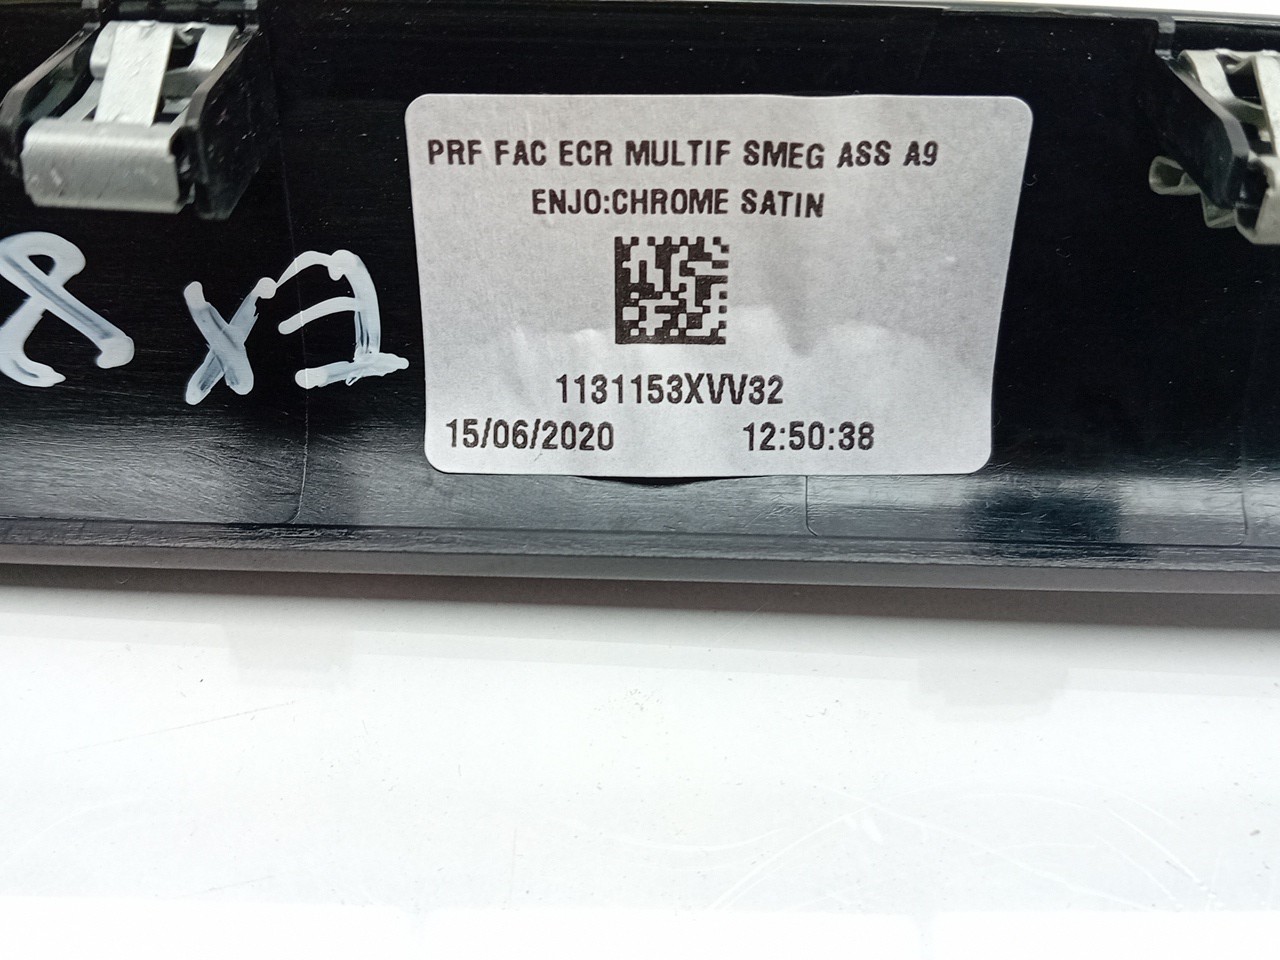 PRF FAC ECR MULTIF SMEG ASS A9
ENJO:CHROME SATIN
1131153XVV32
15/06/2020 12:50:38